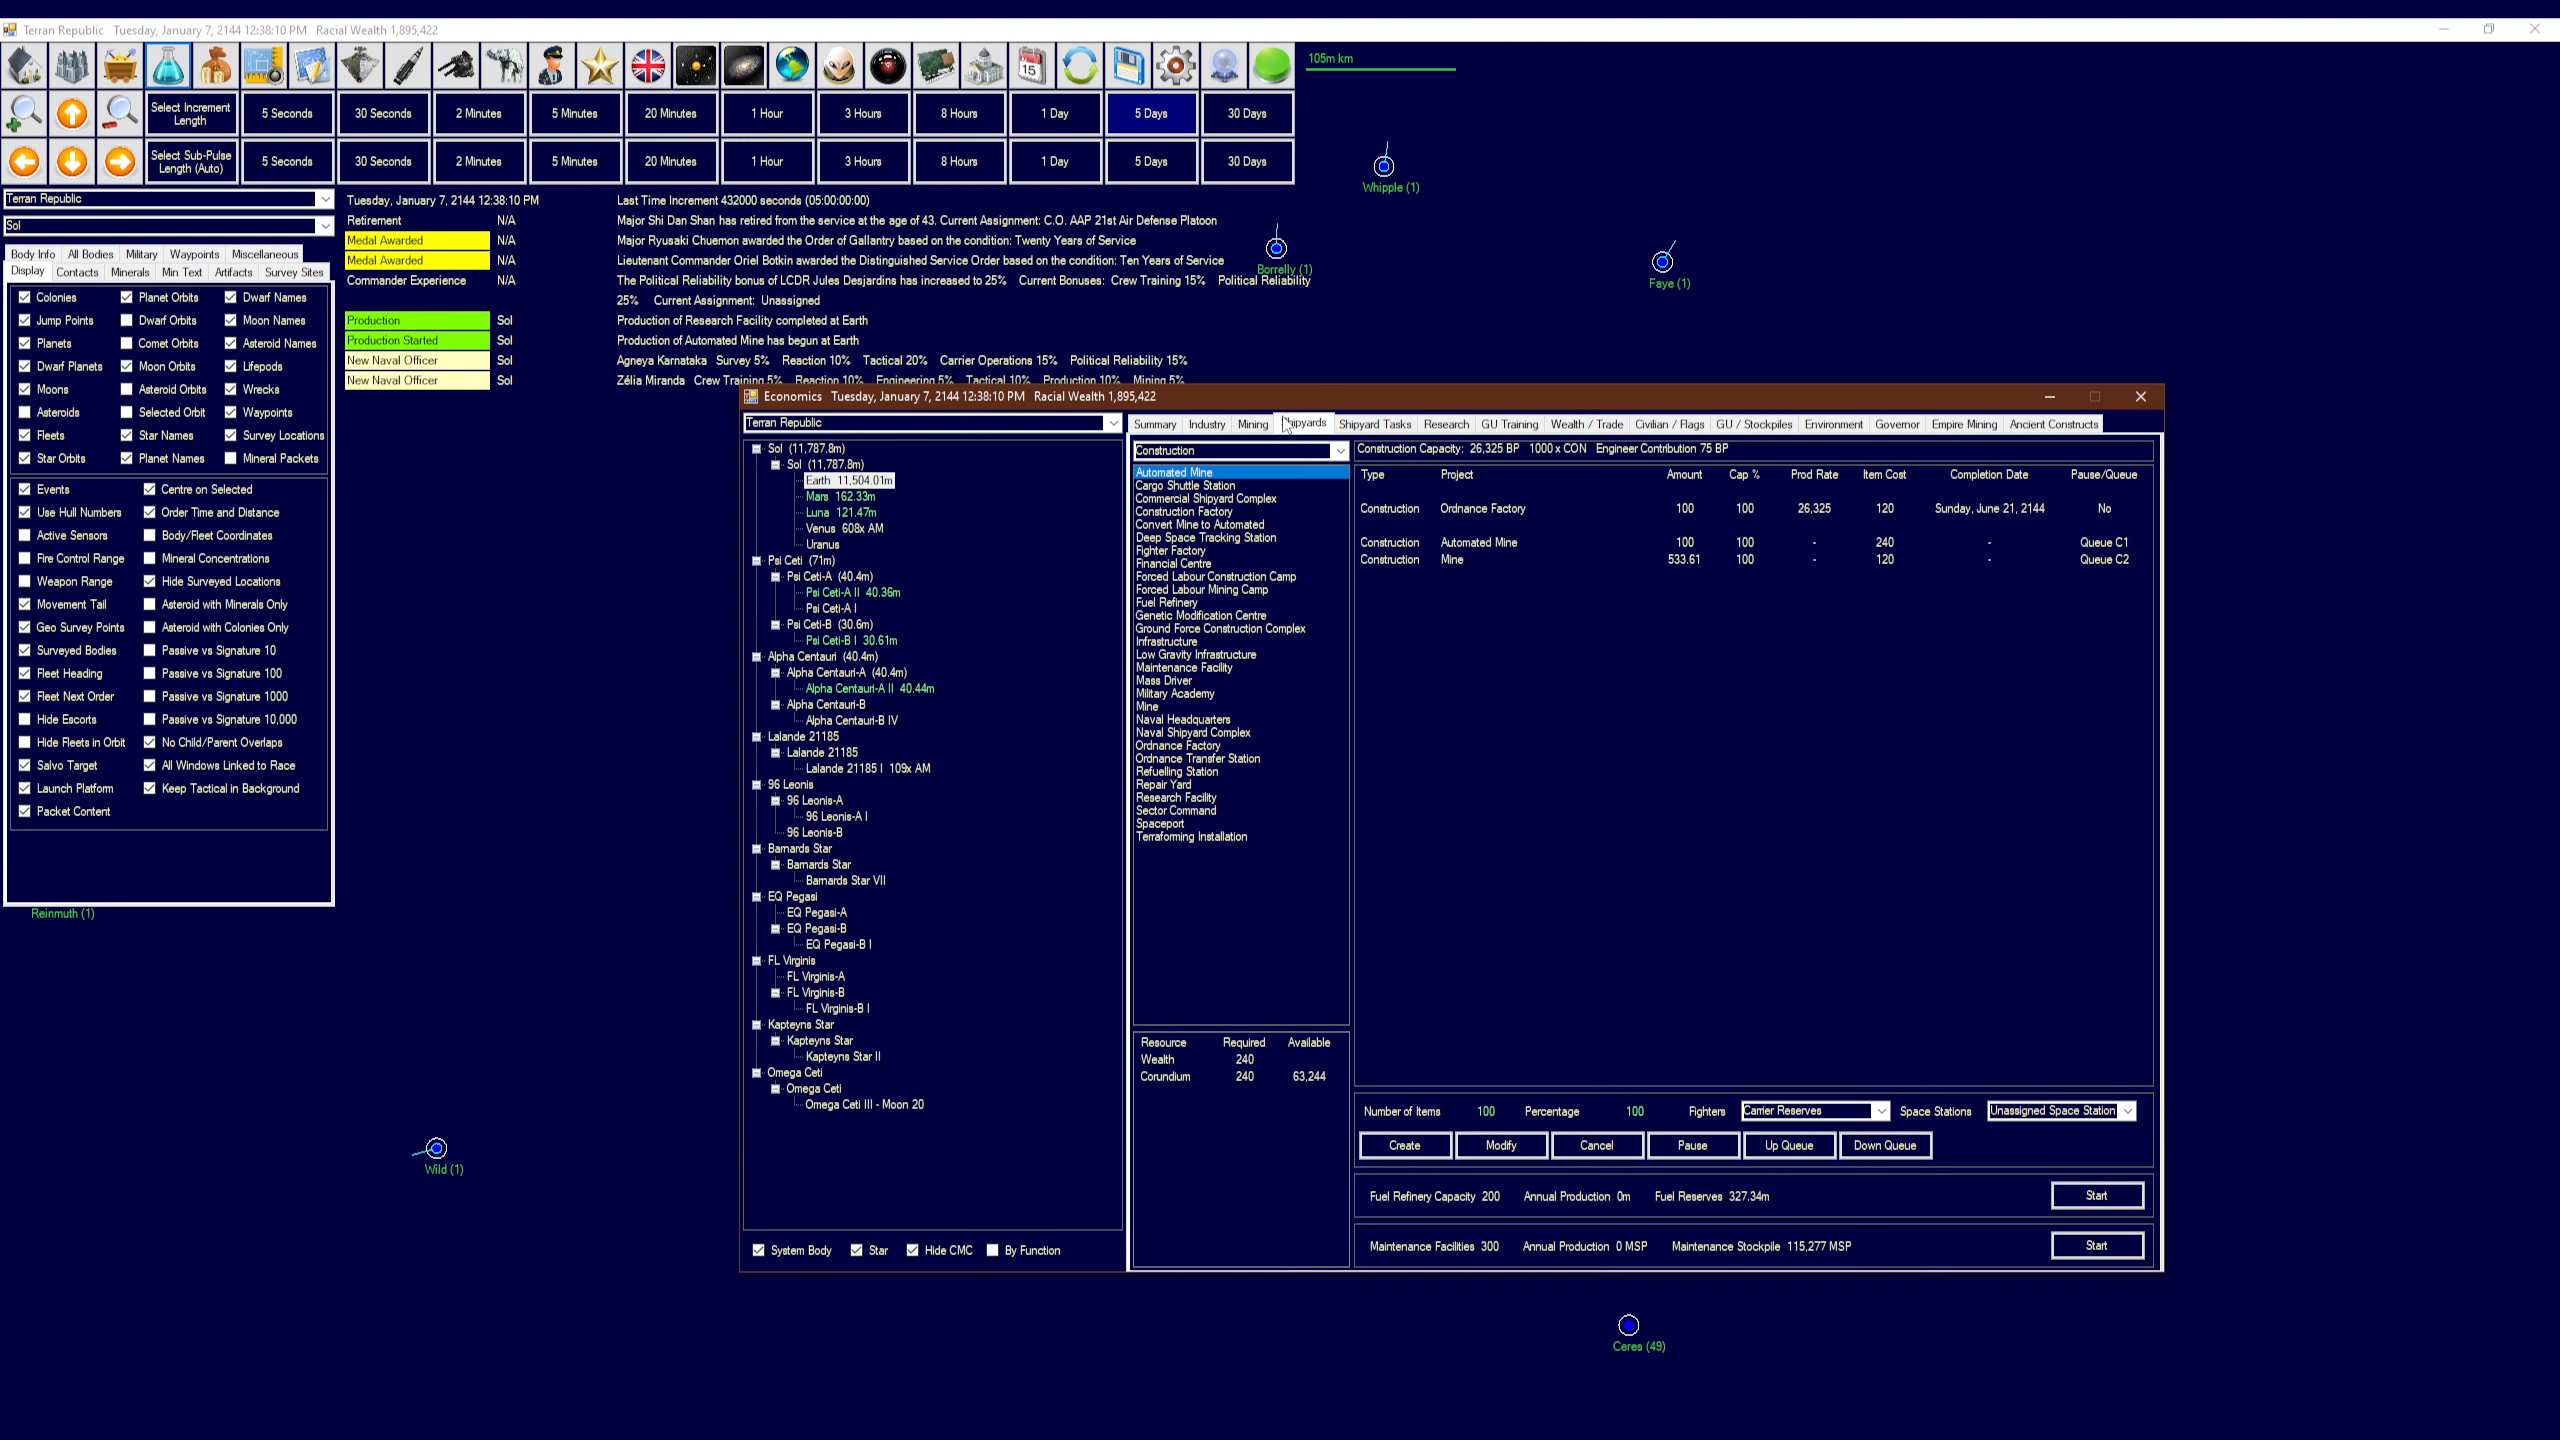 Terran Republic   Tuesday, January 7, 2144 12:38:10 PM   Racial Wealth 1,895,422
105m km
15
Select Increment Length
5 Seconds
30 Seconds
2 Minutes
5 Minutes
20 Minutes
1 Hour
3 Hours
8 Hours
1 Day
5 Days
30 Days
Select Sub-Pulse Length (Auto)
5 Seconds
30 Seconds
2 Minutes
5 Minutes
20 Minutes
1 Hour
3 Hours
8 Hours
1 Day
5 Days
30 Days
Whipple (1)
Borrelly (1)
Faye (1)
Terran Republic
Sol
Body Info All Bodies Military Waypoints Miscellaneous
Display Contacts Minerals Min Text Artifacts Survey Sites
Colonies Planet Orbits Dwarf Names
Jump Points Dwarf Orbits Moon Names
Planets Comet Orbits Asteroid Names
Dwarf Planets Moon Orbits Lifepods
Moons Asteroid Orbits Wrecks
Asteroids Selected Orbit Waypoints
Fleets Star Names Survey Locations
Star Orbits Planet Names Mineral Packets
Events Centre on Selected
Use Hull Numbers Order Time and Distance
Active Sensors Body/Fleet Coordinates
Fire Control Range Mineral Concentrations
Weapon Range Hide Surveyed Locations
Movement Tail Asteroid with Minerals Only
Geo Survey Points Asteroid with Colonies Only
Surveyed Bodies Passive vs Signature 10
Fleet Heading Passive vs Signature 100
Fleet Next Order Passive vs Signature 1000
Hide Escorts Passive vs Signature 10,000
Hide Fleets in Orbit No Child/Parent Overlaps
Salvo Target All Windows Linked to Race
Launch Platform Keep Tactical in Background
Packet Content
Reinmuth (1)
Tuesday, January 7, 2144 12:38:10 PM Last Time Increment 432000 seconds (05:00:00:00)
Retirement N/A Major Shi Dan Shan has retired from the service at the age of 43. Current Assignment: C.O. AAP 21st Air Defense Platoon
Medal Awarded N/A Major Ryusaki Chuemon awarded the Order of Gallantry based on the condition: Twenty Years of Service
Medal Awarded N/A Lieutenant Commander Oriel Botkin awarded the Distinguished Service Order based on the condition: Ten Years of Service
Commander Experience N/A The Political Reliability bonus of LCDR Jules Desjardins has increased to 25% Current Bonuses: Crew Training 15% Political Reliability
25% Current Assignment: Unassigned
Production Sol Production of Research Facility completed at Earth
Production Started Sol Production of Automated Mine has begun at Earth
New Naval Officer Sol Agneya Karnataka Survey 5% Reaction 10% Tactical 20% Carrier Operations 15% Political Reliability 15%
New Naval Officer Sol Zélia Miranda Crew Training 5% Reaction 10% Engineering 5% Tactical 10% Production 10% Mining 5%
Economics Tuesday, January 7, 2144 12:38:10 PM Racial Wealth 1,895,422
Terran Republic
Sol (11,787.8m)
Sol (11,787.8m)
Earth 11,504.01m
Mars 162.33m
Luna 121.47m
Venus 608x AM
Uranus
Psi Ceti (71m)
Psi Ceti-A (40.4m)
Psi Ceti-A II 40.36m
Psi Ceti-A I
Psi Ceti-B (30.6m)
Psi Ceti-B I 30.61m
Alpha Centauri (40.4m)
Alpha Centauri-A (40.4m)
Alpha Centauri-A II 40.44m
Alpha Centauri-B
Alpha Centauri-B IV
Lalande 21185
Lalande 21185
Lalande 21185 I 109x AM
96 Leonis
96 Leonis-A
96 Leonis-A I
96 Leonis-B
Barnards Star
Barnards Star
Barnards Star VII
EQ Pegasi
EQ Pegasi-A
EQ Pegasi-B
EQ Pegasi-B I
FL Virginis
FL Virginis-A
FL Virginis-B
FL Virginis-B I
Kapteyns Star
Kapteyns Star
Kapteyns Star II
Omega Ceti
Omega Ceti
Omega Ceti III - Moon 20
System Body Star Hide CMC By Function
Summary Industry Mining Shipyards Shipyard Tasks Research GU Training Wealth / Trade Civilian / Flags GU / Stockpiles Environment Governor Empire Mining Ancient Constructs
Construction
Automated Mine
Cargo Shuttle Station
Commercial Shipyard Complex
Construction Factory
Convert Mine to Automated
Deep Space Tracking Station
Fighter Factory
Financial Centre
Forced Labour Construction Camp
Forced Labour Mining Camp
Fuel Refinery
Genetic Modification Centre
Ground Force Construction Complex
Infrastructure
Low Gravity Infrastructure
Maintenance Facility
Mass Driver
Military Academy
Mine
Naval Headquarters
Naval Shipyard Complex
Ordnance Factory
Ordnance Transfer Station
Refuelling Station
Repair Yard
Research Facility
Sector Command
Spaceport
Terraforming Installation
Resource Required Available
Wealth 240
Corundium 240 63,244
Construction Capacity: 26,325 BP 1000 x CON Engineer Contribution 75 BP
Type Project Amount Cap % Prod Rate Item Cost Completion Date Pause/Queue
Construction Ordnance Factory 100 100 26,325 120 Sunday, June 21, 2144 No
Construction Automated Mine 100 100 - 240 - Queue C1
Construction Mine 533.61 100 - 120 - Queue C2
Number of Items 100 Percentage 100 Fighters Carrier Reserves Space Stations Unassigned Space Station
Create Modify Cancel Pause Up Queue Down Queue
Fuel Refinery Capacity 200 Annual Production 0m Fuel Reserves 327.34m Start
Maintenance Facilities 300 Annual Production 0 MSP Maintenance Stockpile 115,277 MSP Start
Wild (1)
Ceres (49)